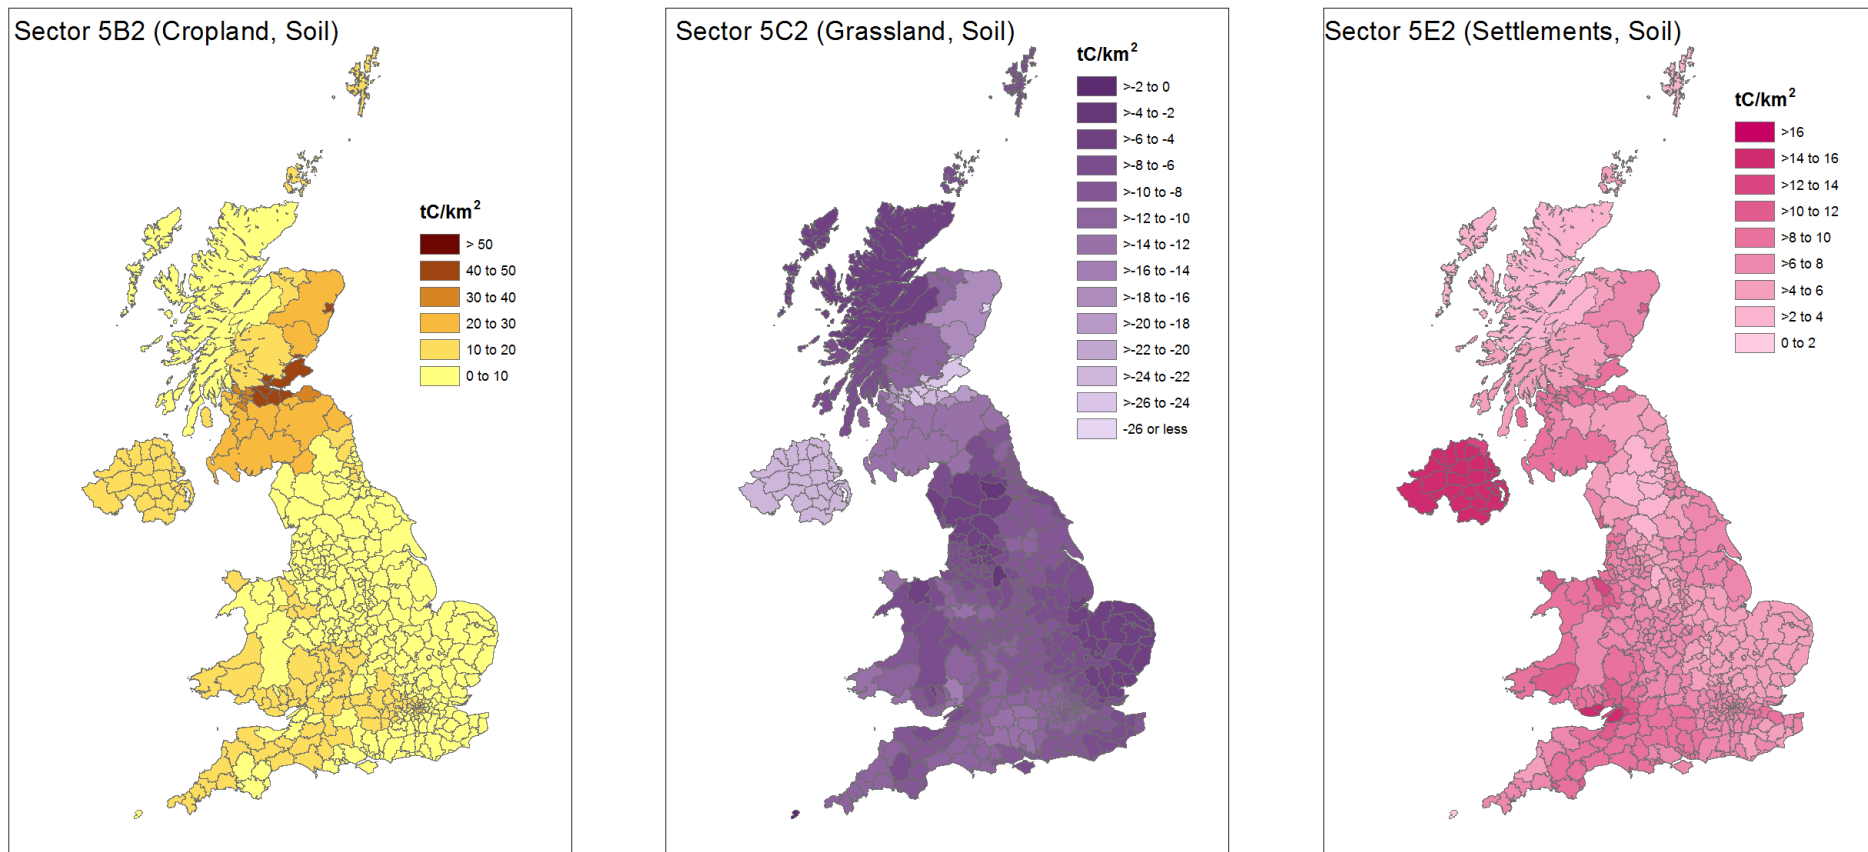 Sector 5B2 (Cropland, Soil)
tC/km²
> 50
40 to 50
30 to 40
20 to 30
10 to 20
0 to 10
Sector 5C2 (Grassland, Soil)
tC/km²
>-2 to 0
>-4 to -2
>-6 to -4
>-8 to -6
>-10 to -8
>-12 to -10
>-14 to -12
>-16 to -14
>-18 to -16
>-20 to -18
>-22 to -20
>-24 to -22
>-26 to -24
-26 or less
Sector 5E2 (Settlements, Soil)
tC/km²
>16
>14 to 16
>12 to 14
>10 to 12
>8 to 10
>6 to 8
>4 to 6
>2 to 4
0 to 2